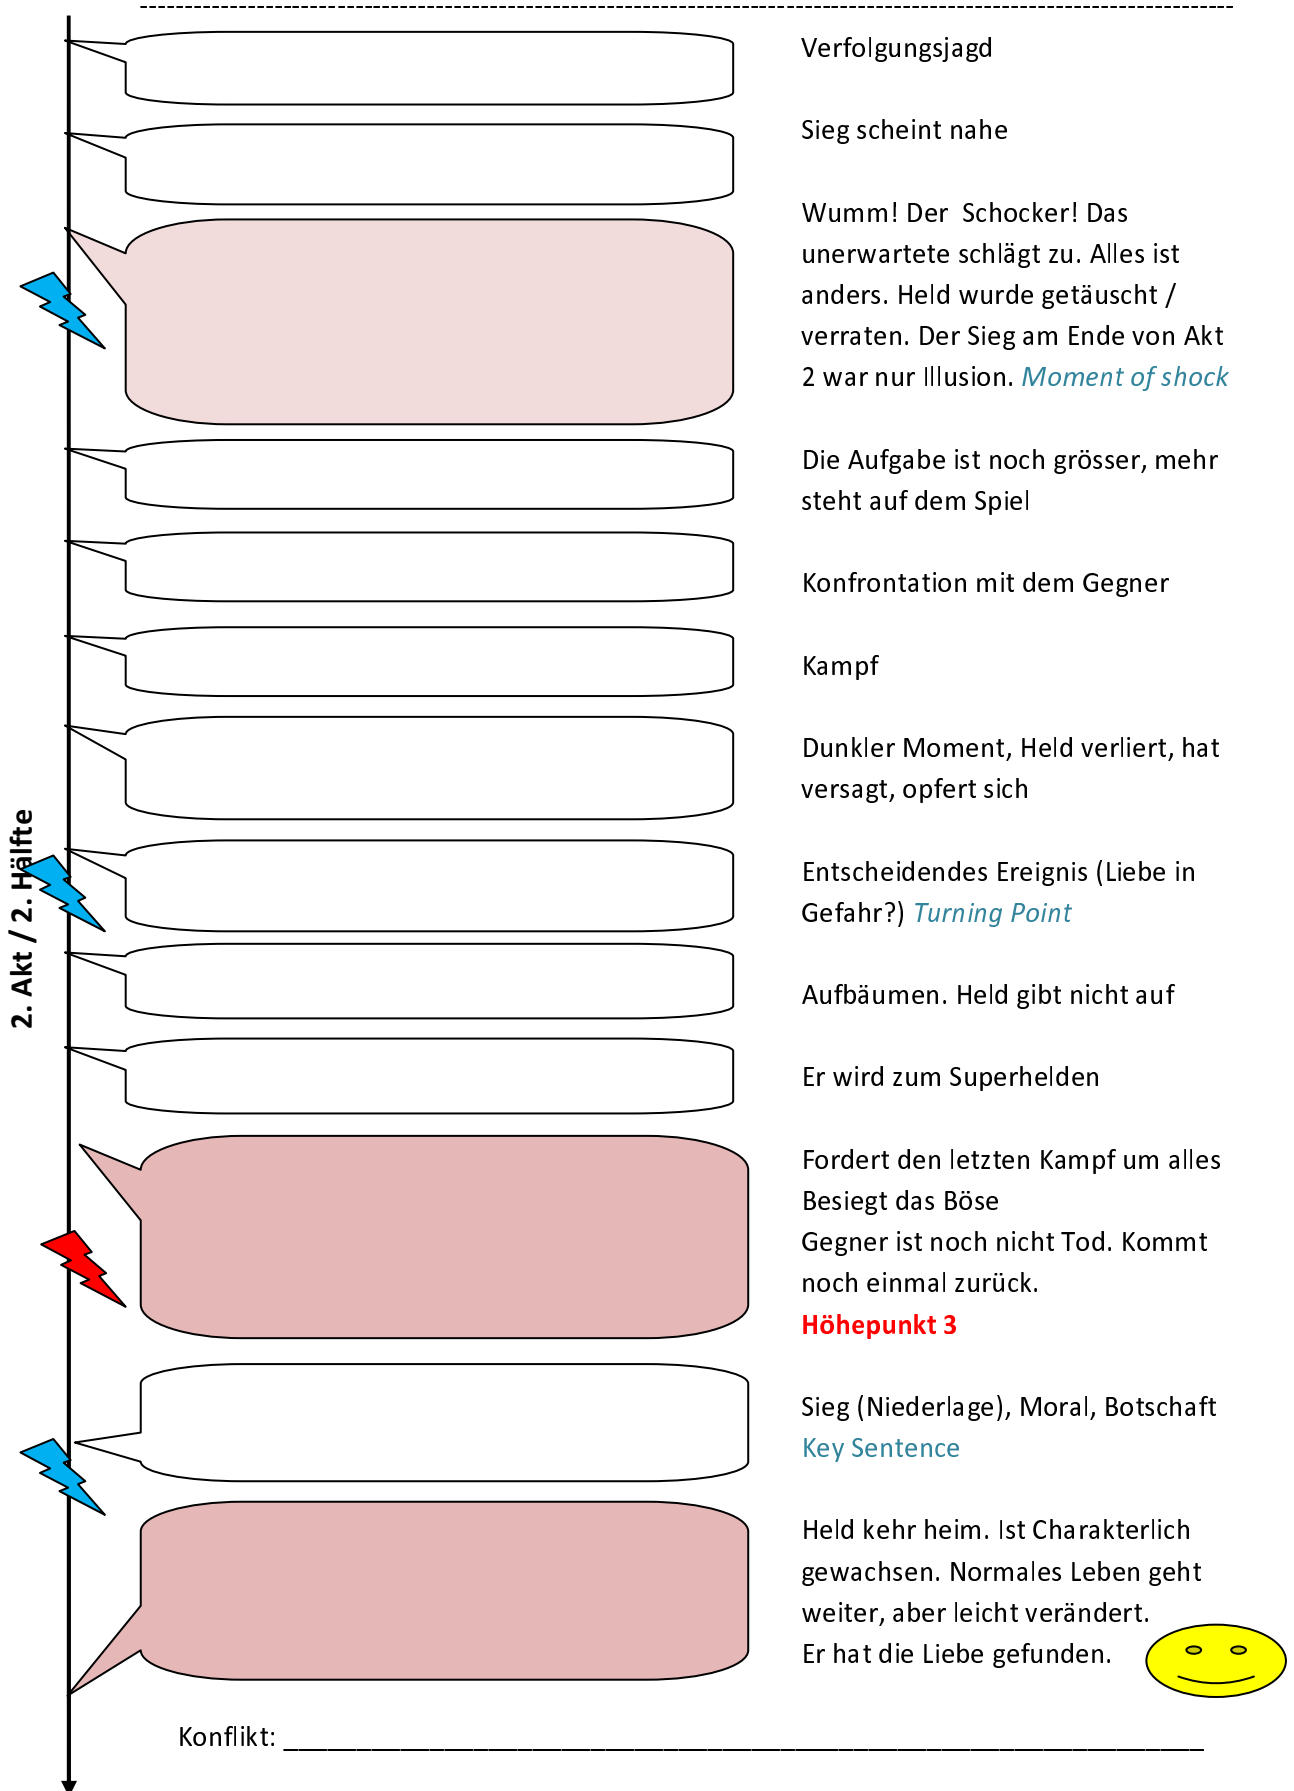 Verfolgungsjagd
Sieg scheint nahe
Wumm! Der  Schocker! Das
unerwartete schlägt zu. Alles ist
anders. Held wurde getäuscht /
verraten. Der Sieg am Ende von Akt
2 war nur Illusion. Moment of shock
Die Aufgabe ist noch grösser, mehr
steht auf dem Spiel
Konfrontation mit dem Gegner
Kampf
Dunkler Moment, Held verliert, hat
versagt, opfert sich
2. Akt / 2. Hälfte
Entscheidendes Ereignis (Liebe in
Gefahr?) Turning Point
Aufbäumen. Held gibt nicht auf
Er wird zum Superhelden
Fordert den letzten Kampf um alles
Besiegt das Böse
Gegner ist noch nicht Tod. Kommt
noch einmal zurück.
Höhepunkt 3
Sieg (Niederlage), Moral, Botschaft
Key Sentence
Held kehr heim. Ist Charakterlich
gewachsen. Normales Leben geht
weiter, aber leicht verändert.
Er hat die Liebe gefunden.
Konflikt: _______________________________________________________________